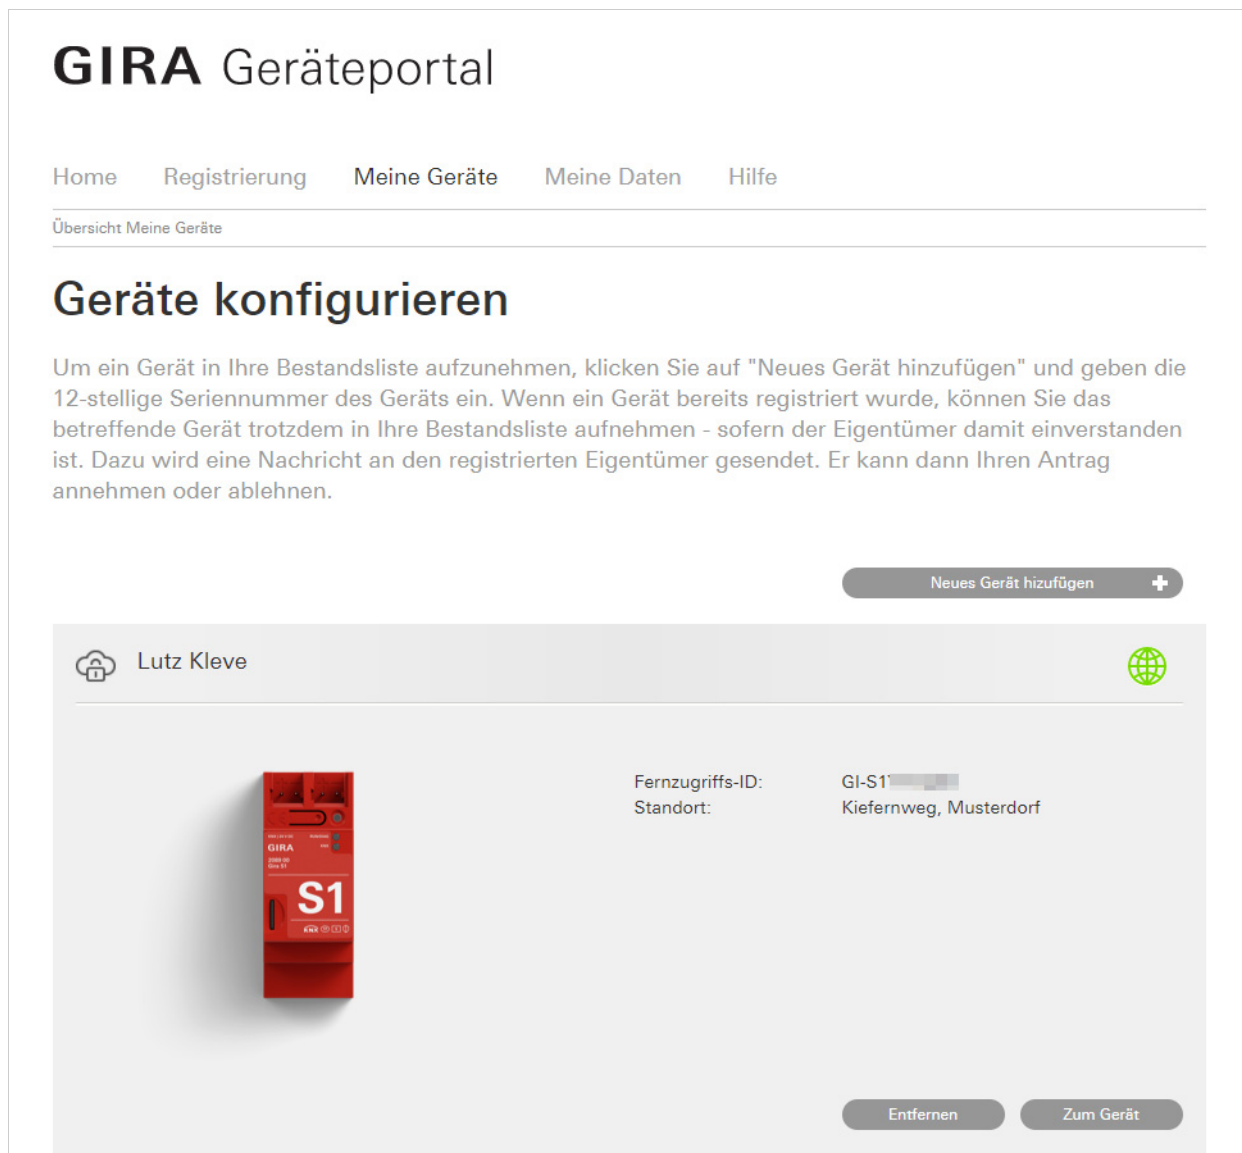 GIRA Geräteportal
Home Registrierung Meine Geräte Meine Daten Hilfe
Übersicht Meine Geräte
Geräte konfigurieren
Um ein Gerät in Ihre Bestandsliste aufzunehmen, klicken Sie auf "Neues Gerät hinzufügen" und geben die
12-stellige Seriennummer des Geräts ein. Wenn ein Gerät bereits registriert wurde, können Sie das
betreffende Gerät trotzdem in Ihre Bestandsliste aufnehmen - sofern der Eigentümer damit einverstanden
ist. Dazu wird eine Nachricht an den registrierten Eigentümer gesendet. Er kann dann Ihren Antrag
annehmen oder ablehnen.
Neues Gerät hizufügen
Lutz Kleve
Fernzugriffs-ID: GI-S1
Standort: Kiefernweg, Musterdorf
GIRA
Gira S1
S1
KNX
Entfernen Zum Gerät